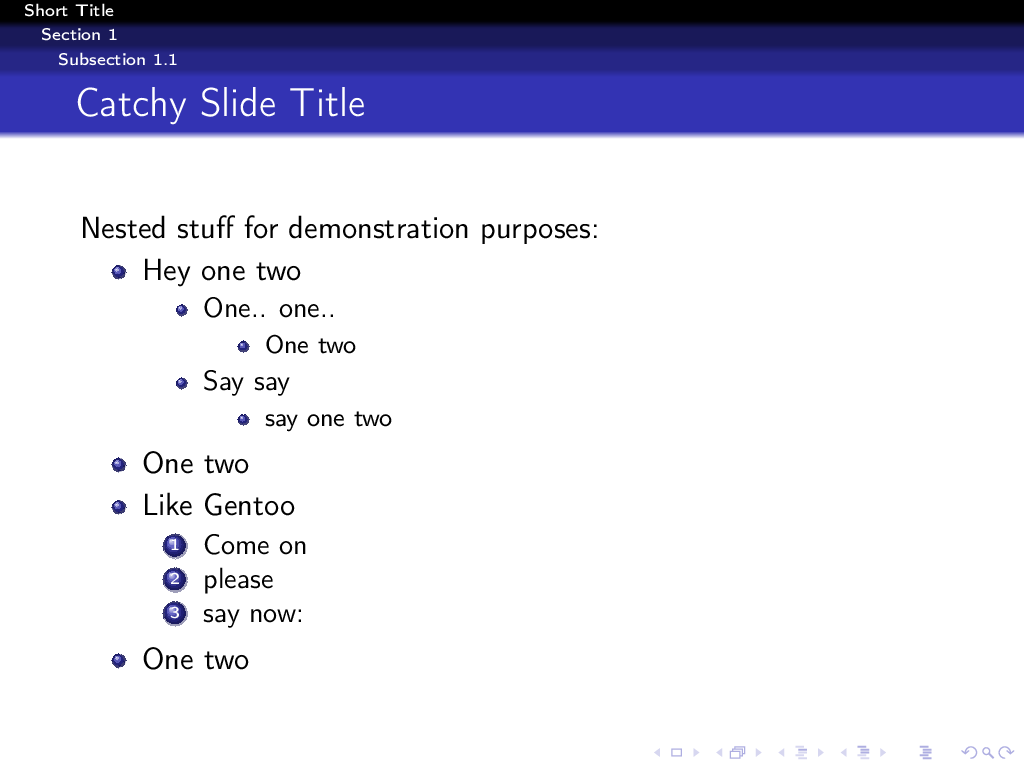 Short Title
Section 1
Subsection 1.1
Catchy Slide Title
Nested stuff for demonstration purposes:
Hey one two
One.. one..
One two
Say say
say one two
One two
Like Gentoo
1 Come on
2 please
3 say now:
One two